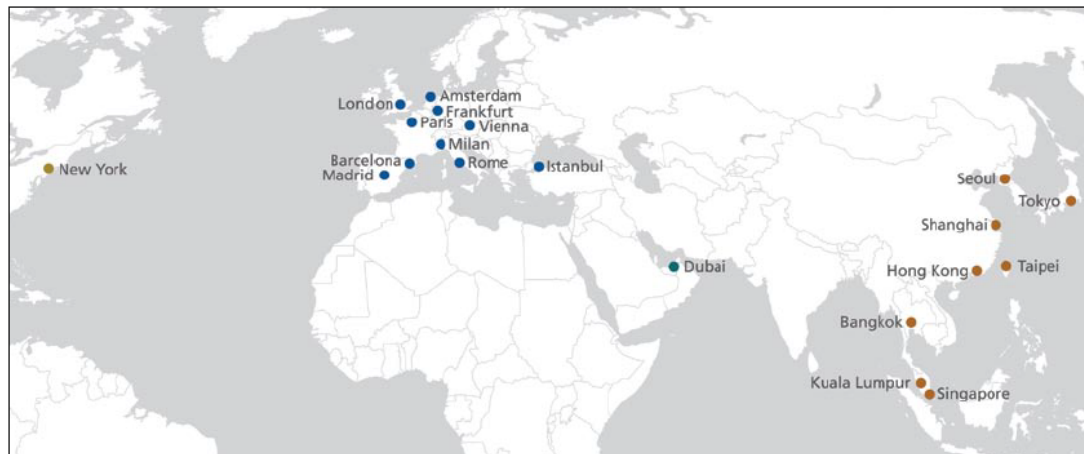 Amsterdam
London
Frankfurt
Paris
Vienna
Milan
Barcelona
Rome
Istanbul
New York
Madrid
Seoul
Tokyo
Shanghai
Dubai
Hong Kong
Taipei
Bangkok
Kuala Lumpur
Singapore